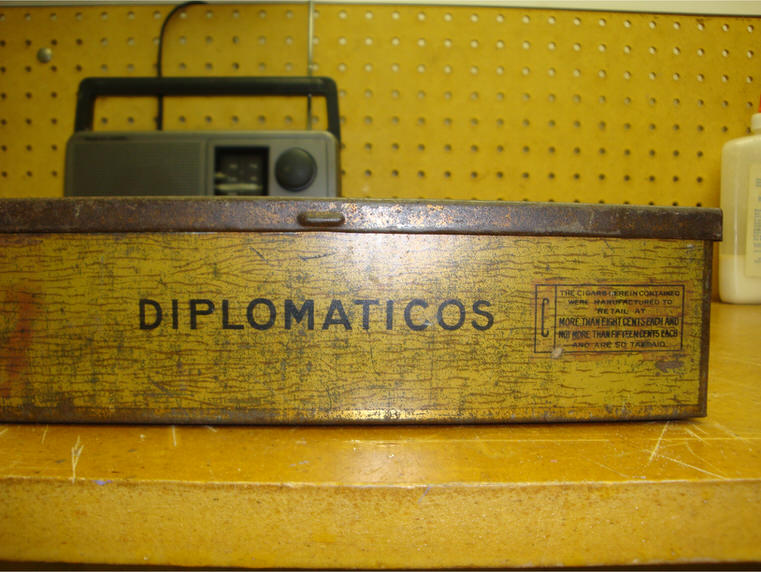 DIPLOMATICOS
C
THE CIGARS HEREIN CONTAINED
WERE MANUFACTURED TO
RETAIL AT
MORE THAN EIGHT CENTS EACH AND
NOT MORE THAN FIFTEEN CENTS EACH
AND ARE SO TAXPAID